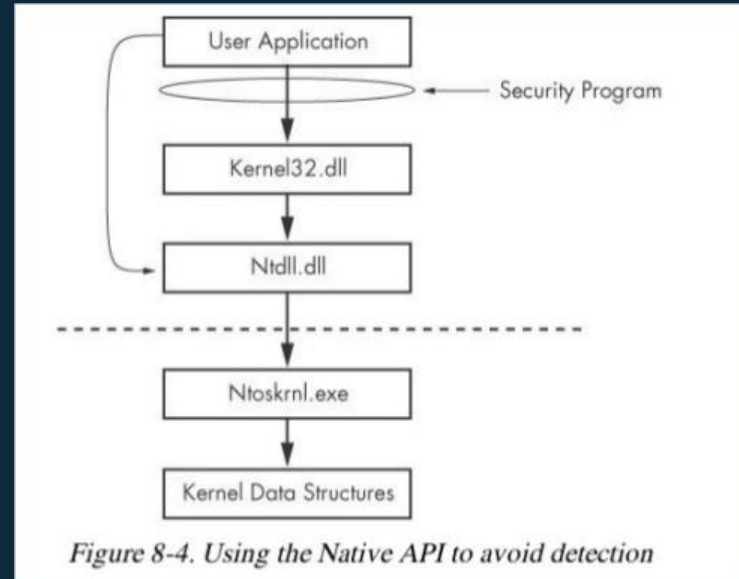 User Application
Security Program
Kernel32.dll
Ntdll.dll
Ntoskrnl.exe
Kernel Data Structures
Figure 8-4. Using the Native API to avoid detection